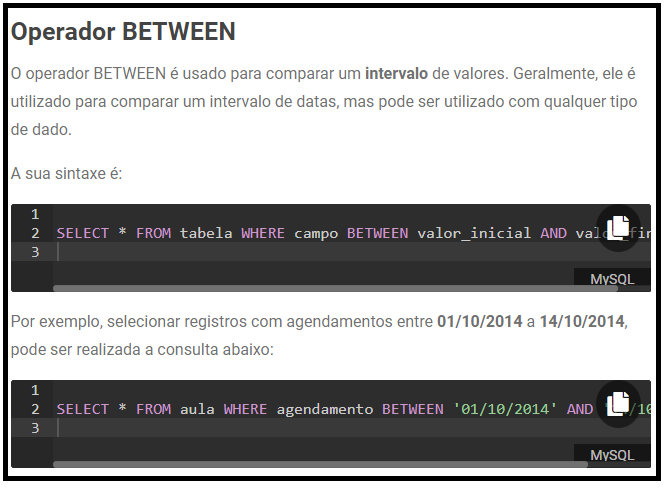 Operador BETWEEN
O operador BETWEEN é usado para comparar um intervalo de valores. Geralmente, ele é
utilizado para comparar um intervalo de datas, mas pode ser utilizado com qualquer tipo
de dado.
A sua sintaxe é:
1
2 SELECT * FROM tabela WHERE campo BETWEEN valor_inicial AND
3
MySQL
Por exemplo, selecionar registros com agendamentos entre 01/10/2014 a 14/10/2014,
pode ser realizada a consulta abaixo:
1
2 SELECT * FROM aula WHERE agendamento BETWEEN '01/10/2014' AND
3
MySQL